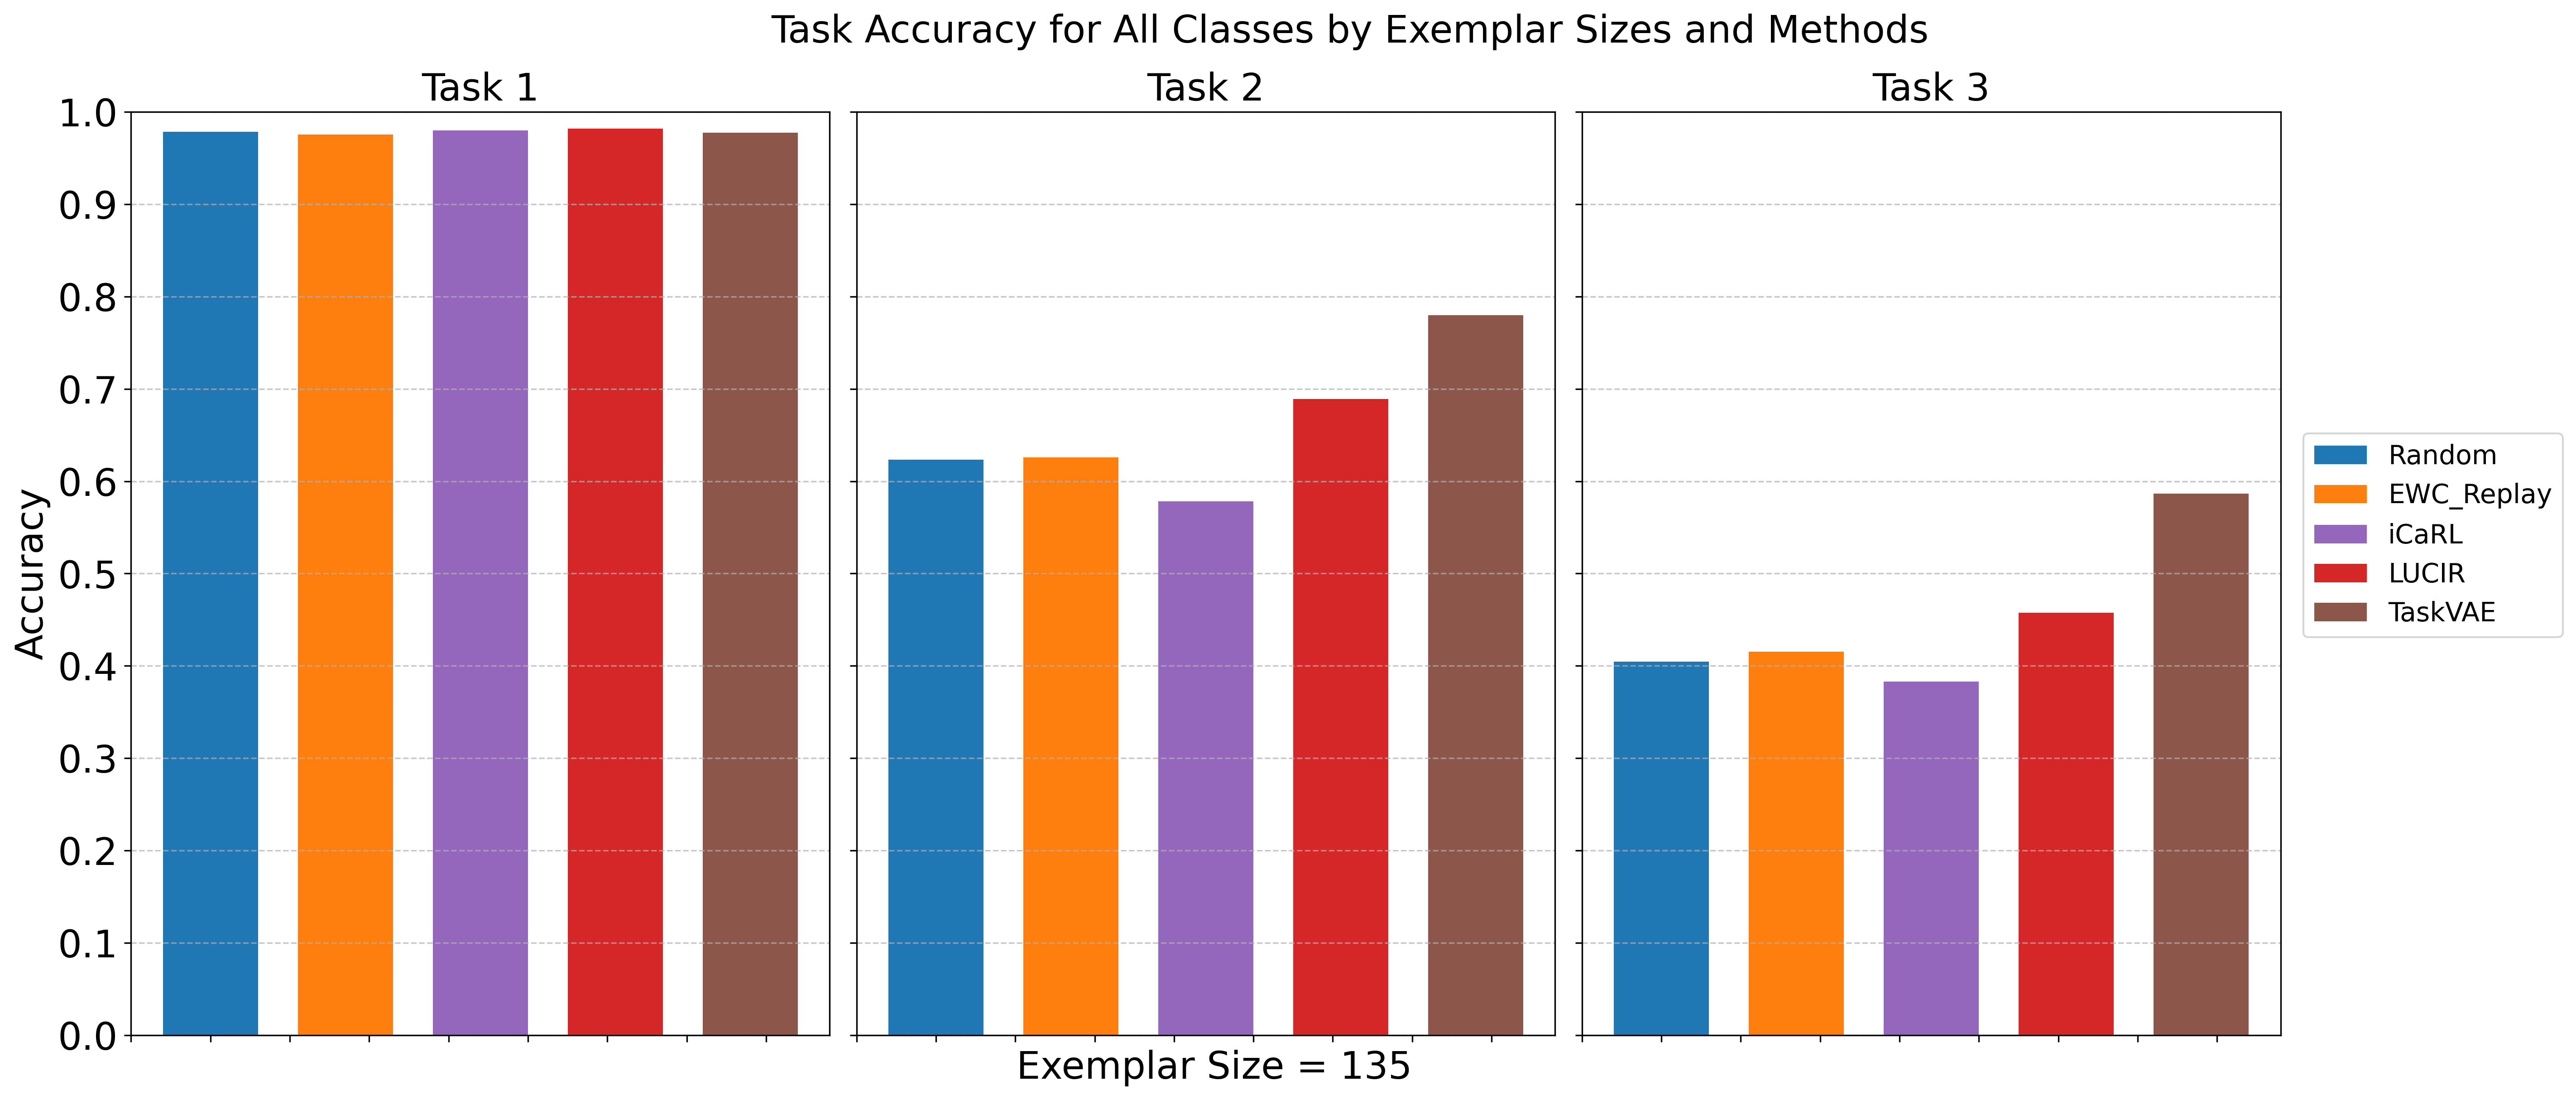 Task Accuracy for All Classes by Exemplar Sizes and Methods
Task 1
Task 2
Task 3
1.0
0.9
0.8
0.7
0.6
0.5
0.4
0.3
0.2
0.1
0.0
Accuracy
Exemplar Size = 135
Random
EWC_Replay
iCaRL
LUCIR
TaskVAE